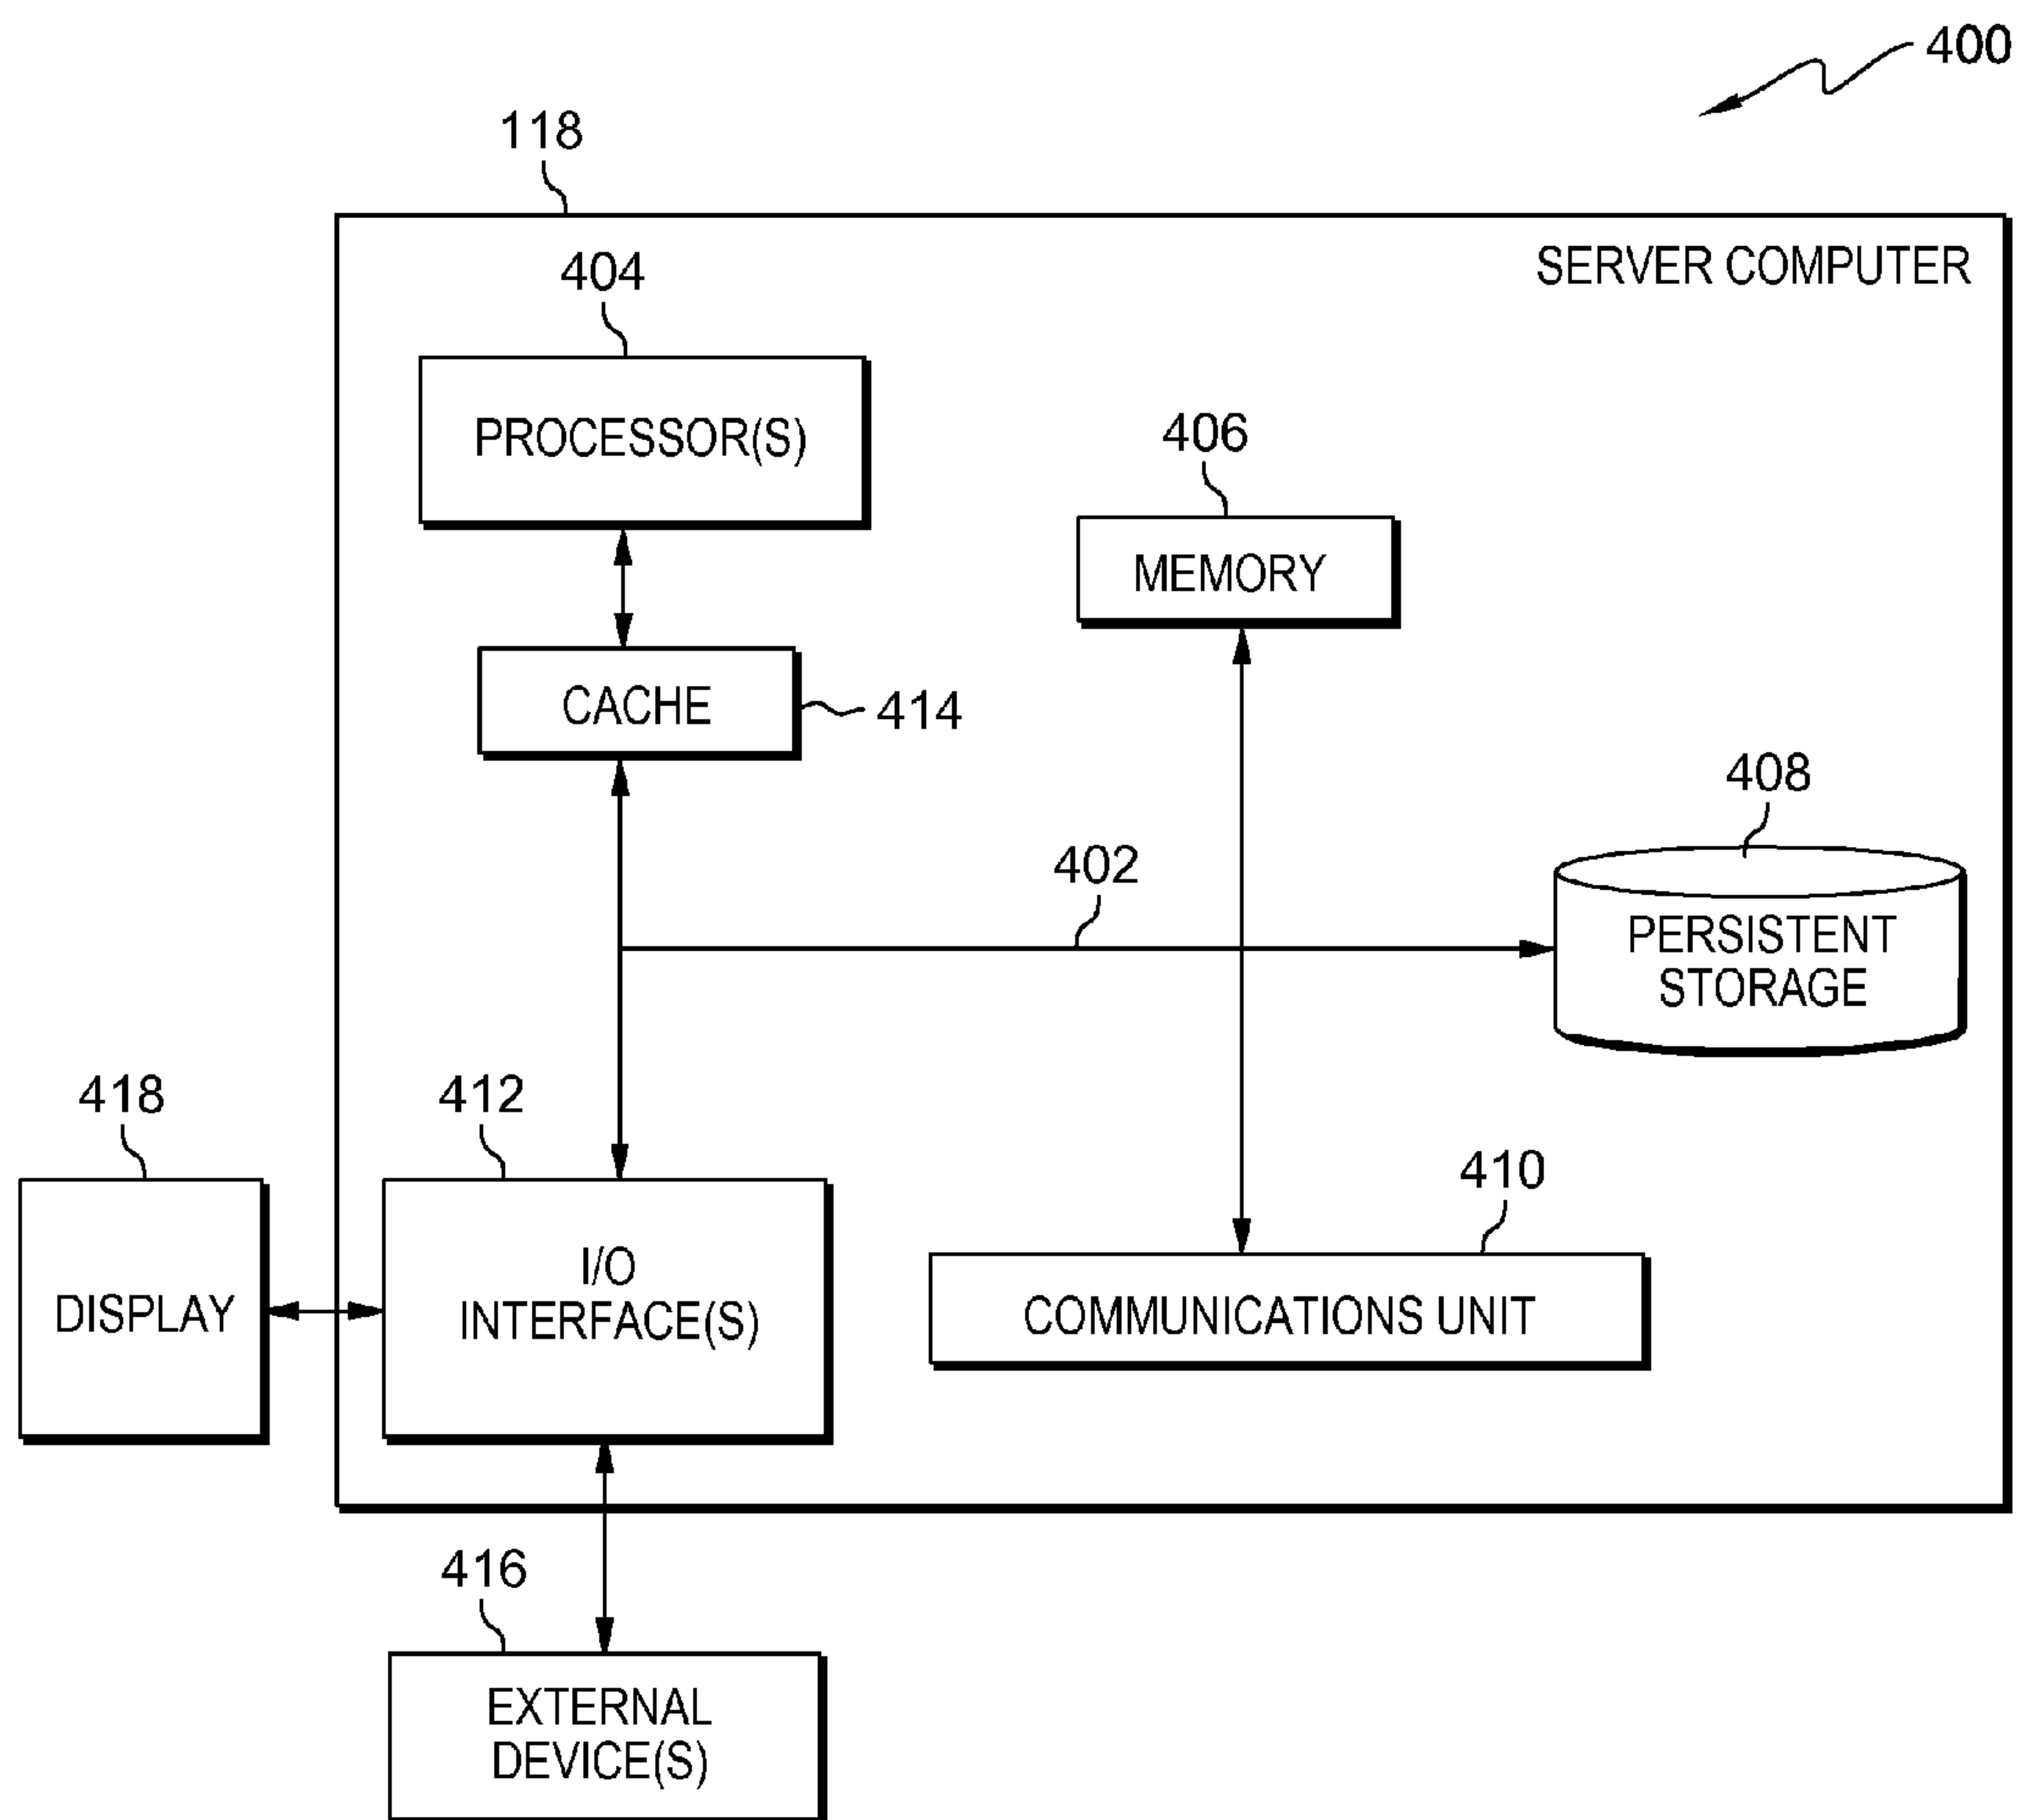 400
118
SERVER COMPUTER
404
PROCESSOR(S)
406
MEMORY
CACHE
414
408
402
PERSISTENT
STORAGE
418
412
410
DISPLAY
I/O
INTERFACE(S)
COMMUNICATIONS UNIT
416
EXTERNAL
DEVICE(S)